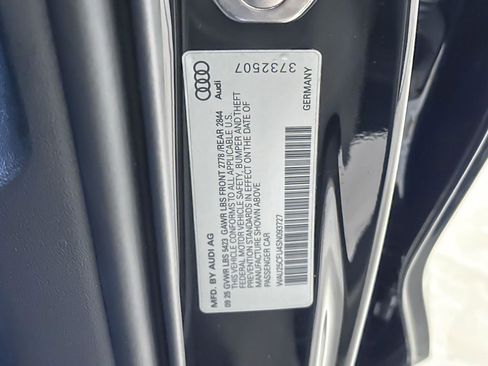 3732507
Audi
GERMANY
MFD. BY AUDI AG
09 25 GVWR LBS 5423 GAWR LBS FRONT 2778 /REAR 2844
THIS VEHICLE CONFORMS TO ALL APPLICABLE U.S.
FEDERAL MOTOR VEHICLE SAFETY, BUMPER AND THEFT
PREVENTION STANDARDS IN EFFECT ON THE DATE OF
MANUFACTURE SHOWN ABOVE
PASSENGER CAR